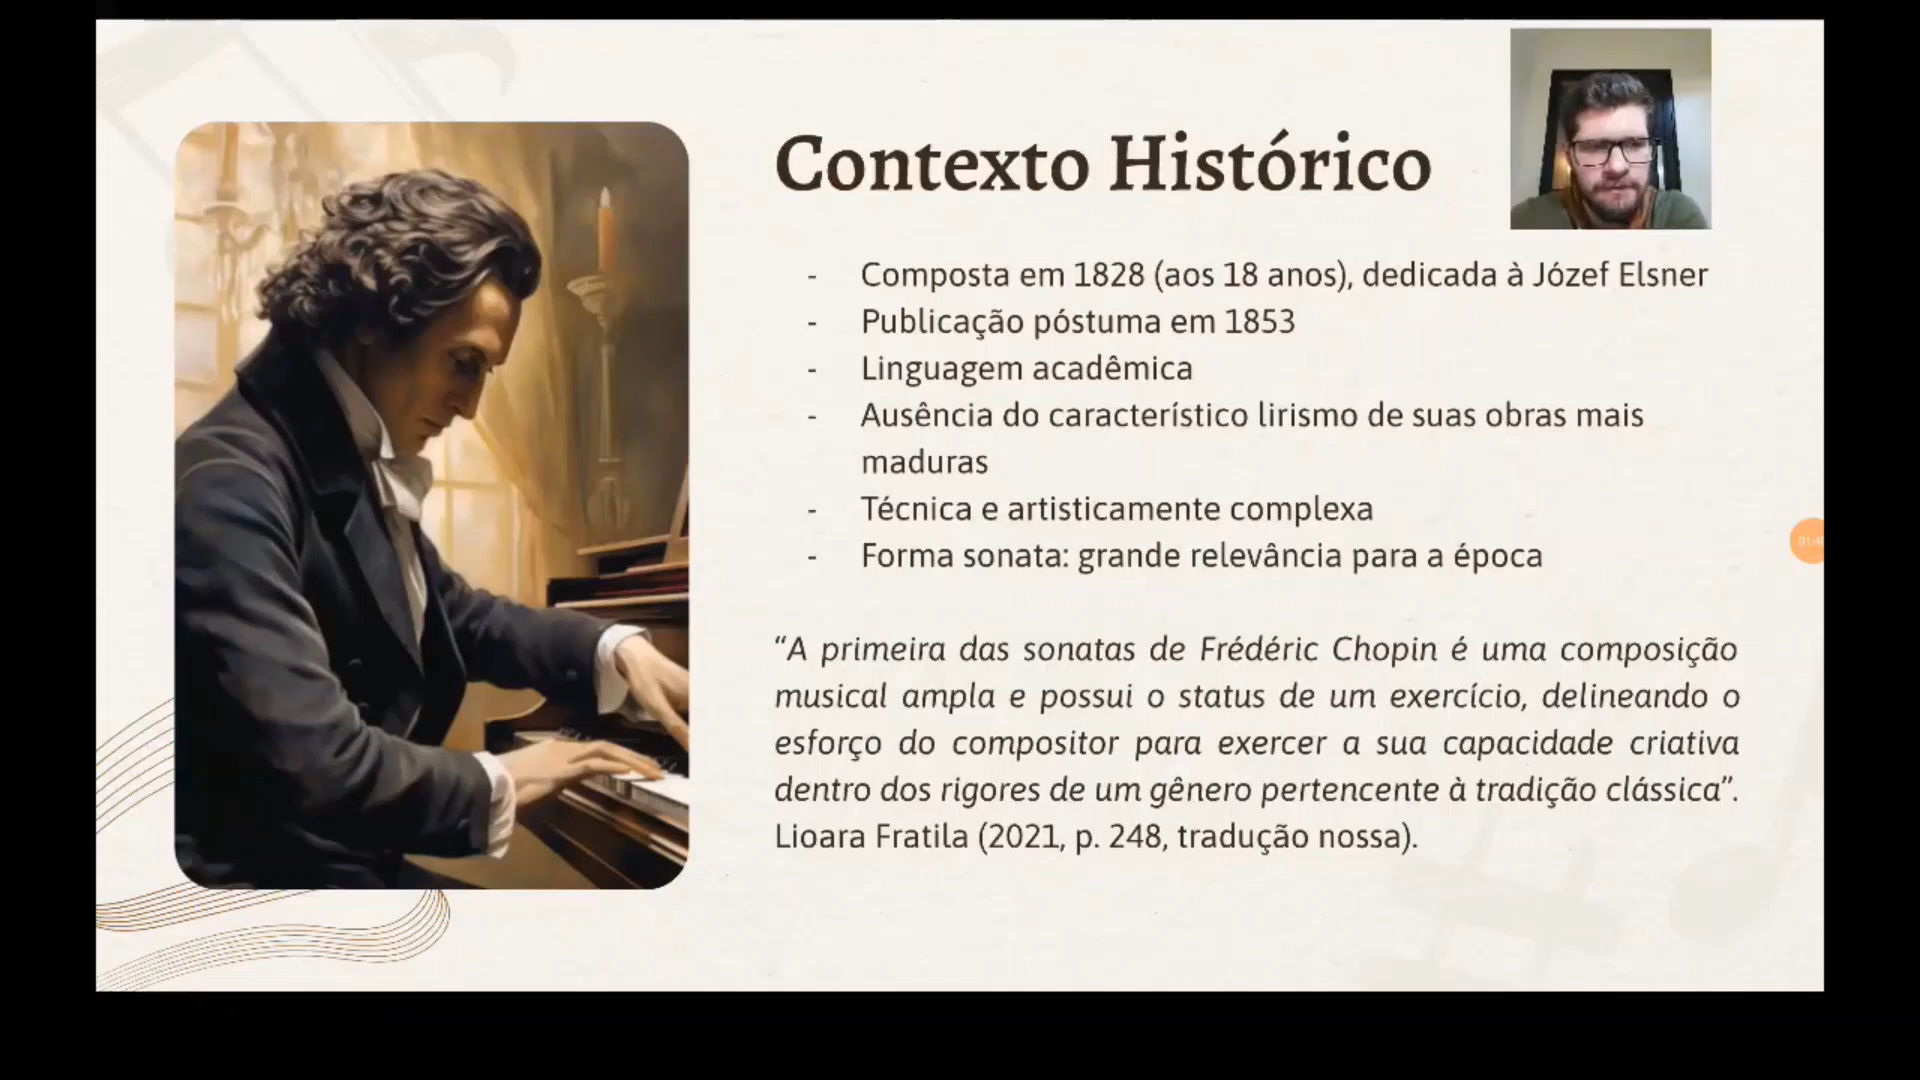 Contexto Histórico
- Composta em 1828 (aos 18 anos), dedicada à Józef Elsner
- Publicação póstuma em 1853
- Linguagem acadêmica
- Ausência do característico lirismo de suas obras mais
maduras
- Técnica e artisticamente complexa
- Forma sonata: grande relevância para a época
“A primeira das sonatas de Frédéric Chopin é uma composição
musical ampla e possui o status de um exercício, delineando o
esforço do compositor para exercer a sua capacidade criativa
dentro dos rigores de um gênero pertencente à tradição clássica”.
Lioara Fratila (2021, p. 248, tradução nossa).